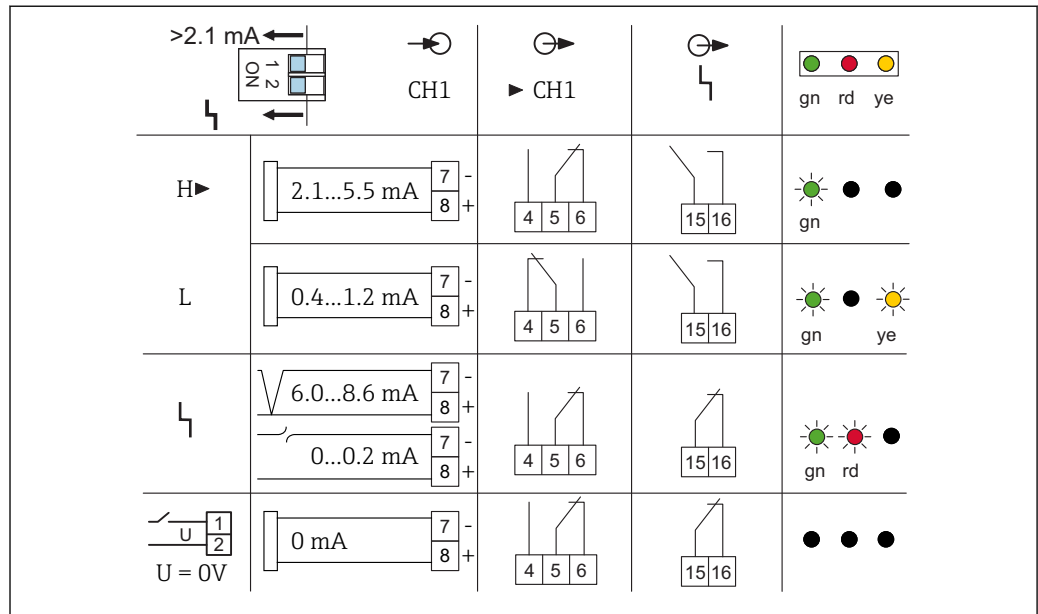 >2.1 mA
ON
1 2
CH1
CH1
gn rd ye
H
2.1...5.5 mA
7 -
8 +
4 5 6
15 16
gn
L
0.4...1.2 mA
7 -
8 +
4 5 6
15 16
gn ye
6.0...8.6 mA
7 -
8 +
0...0.2 mA
7 -
8 +
4 5 6
15 16
gn rd
U
1
2
U = 0V
0 mA
7 -
8 +
4 5 6
15 16